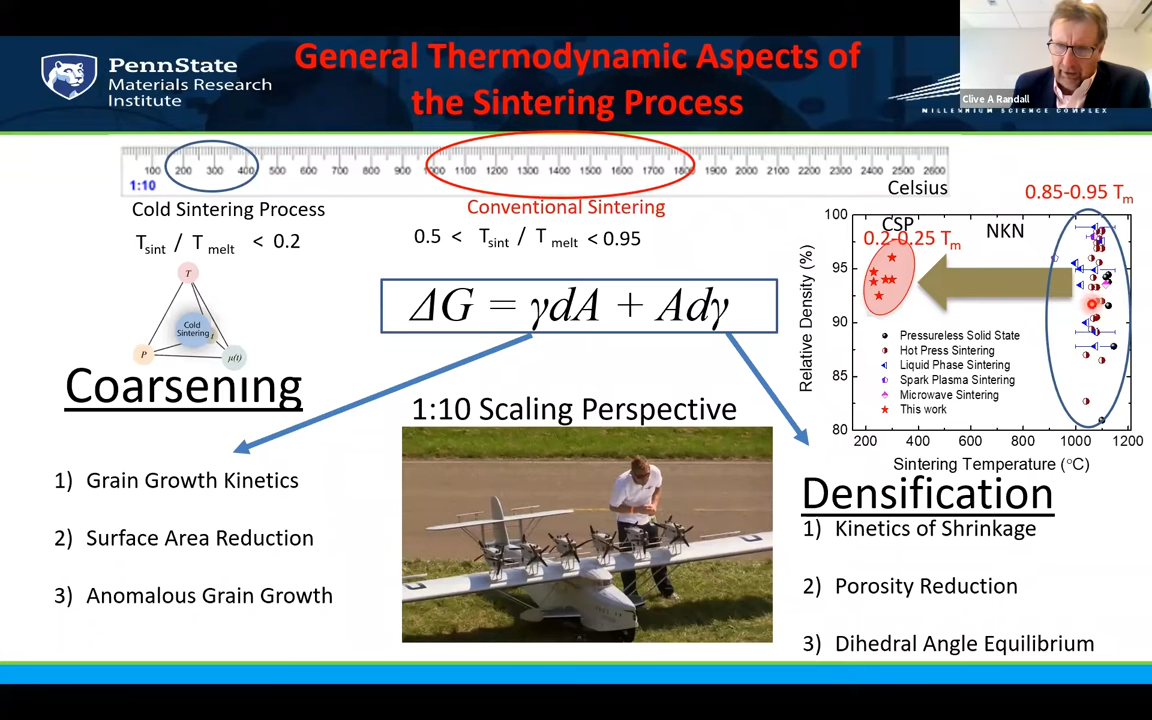 PennState
Materials Research
Institute
General Thermodynamic Aspects of
the Sintering Process
Clive A Randall
MILLENNIUM SCIENCE COMPLEX
100 200 300 400 500 600 700 800 900 1000 1100 1200 1300 1400 1500 1600 1700 1800 1900 2000 2100 2200 2300 2400 2500 2600
1:10
Celsius
Cold Sintering Process
T sint / T melt < 0.2
Conventional Sintering
0.5 < T sint / T melt < 0.95
ΔG = γdA + Adγ
T
Cold
Sintering
t
P
μ(t)
Coarsening
1) Grain Growth Kinetics
2) Surface Area Reduction
3) Anomalous Grain Growth
1:10 Scaling Perspective
0.85-0.95 Tm
CSP
0.2-0.25 Tm
NKN
100
95
90
85
80
Relative Density (%)
Pressureless Solid State
Hot Press Sintering
Liquid Phase Sintering
Spark Plasma Sintering
Microwave Sintering
This work
200 400 600 800 1000 1200
Sintering Temperature (°C)
Densification
1) Kinetics of Shrinkage
2) Porosity Reduction
3) Dihedral Angle Equilibrium